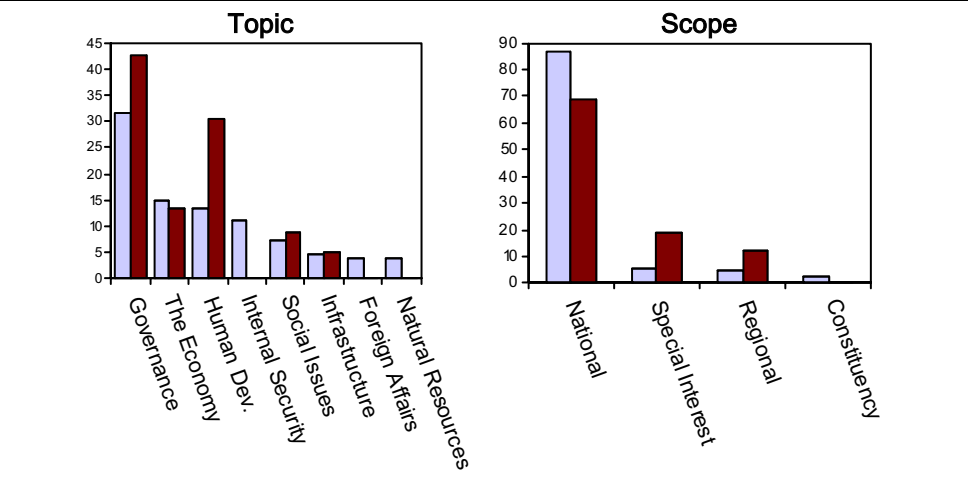 Topic
45
40
35
30
25
20
15
10
5
0
Governance
The Economy
Human Dev.
Internal Security
Social Issues
Infrastructure
Foreign Affairs
Natural Resources
Scope
90
80
70
60
50
40
30
20
10
0
National
Special Interest
Regional
Constituency